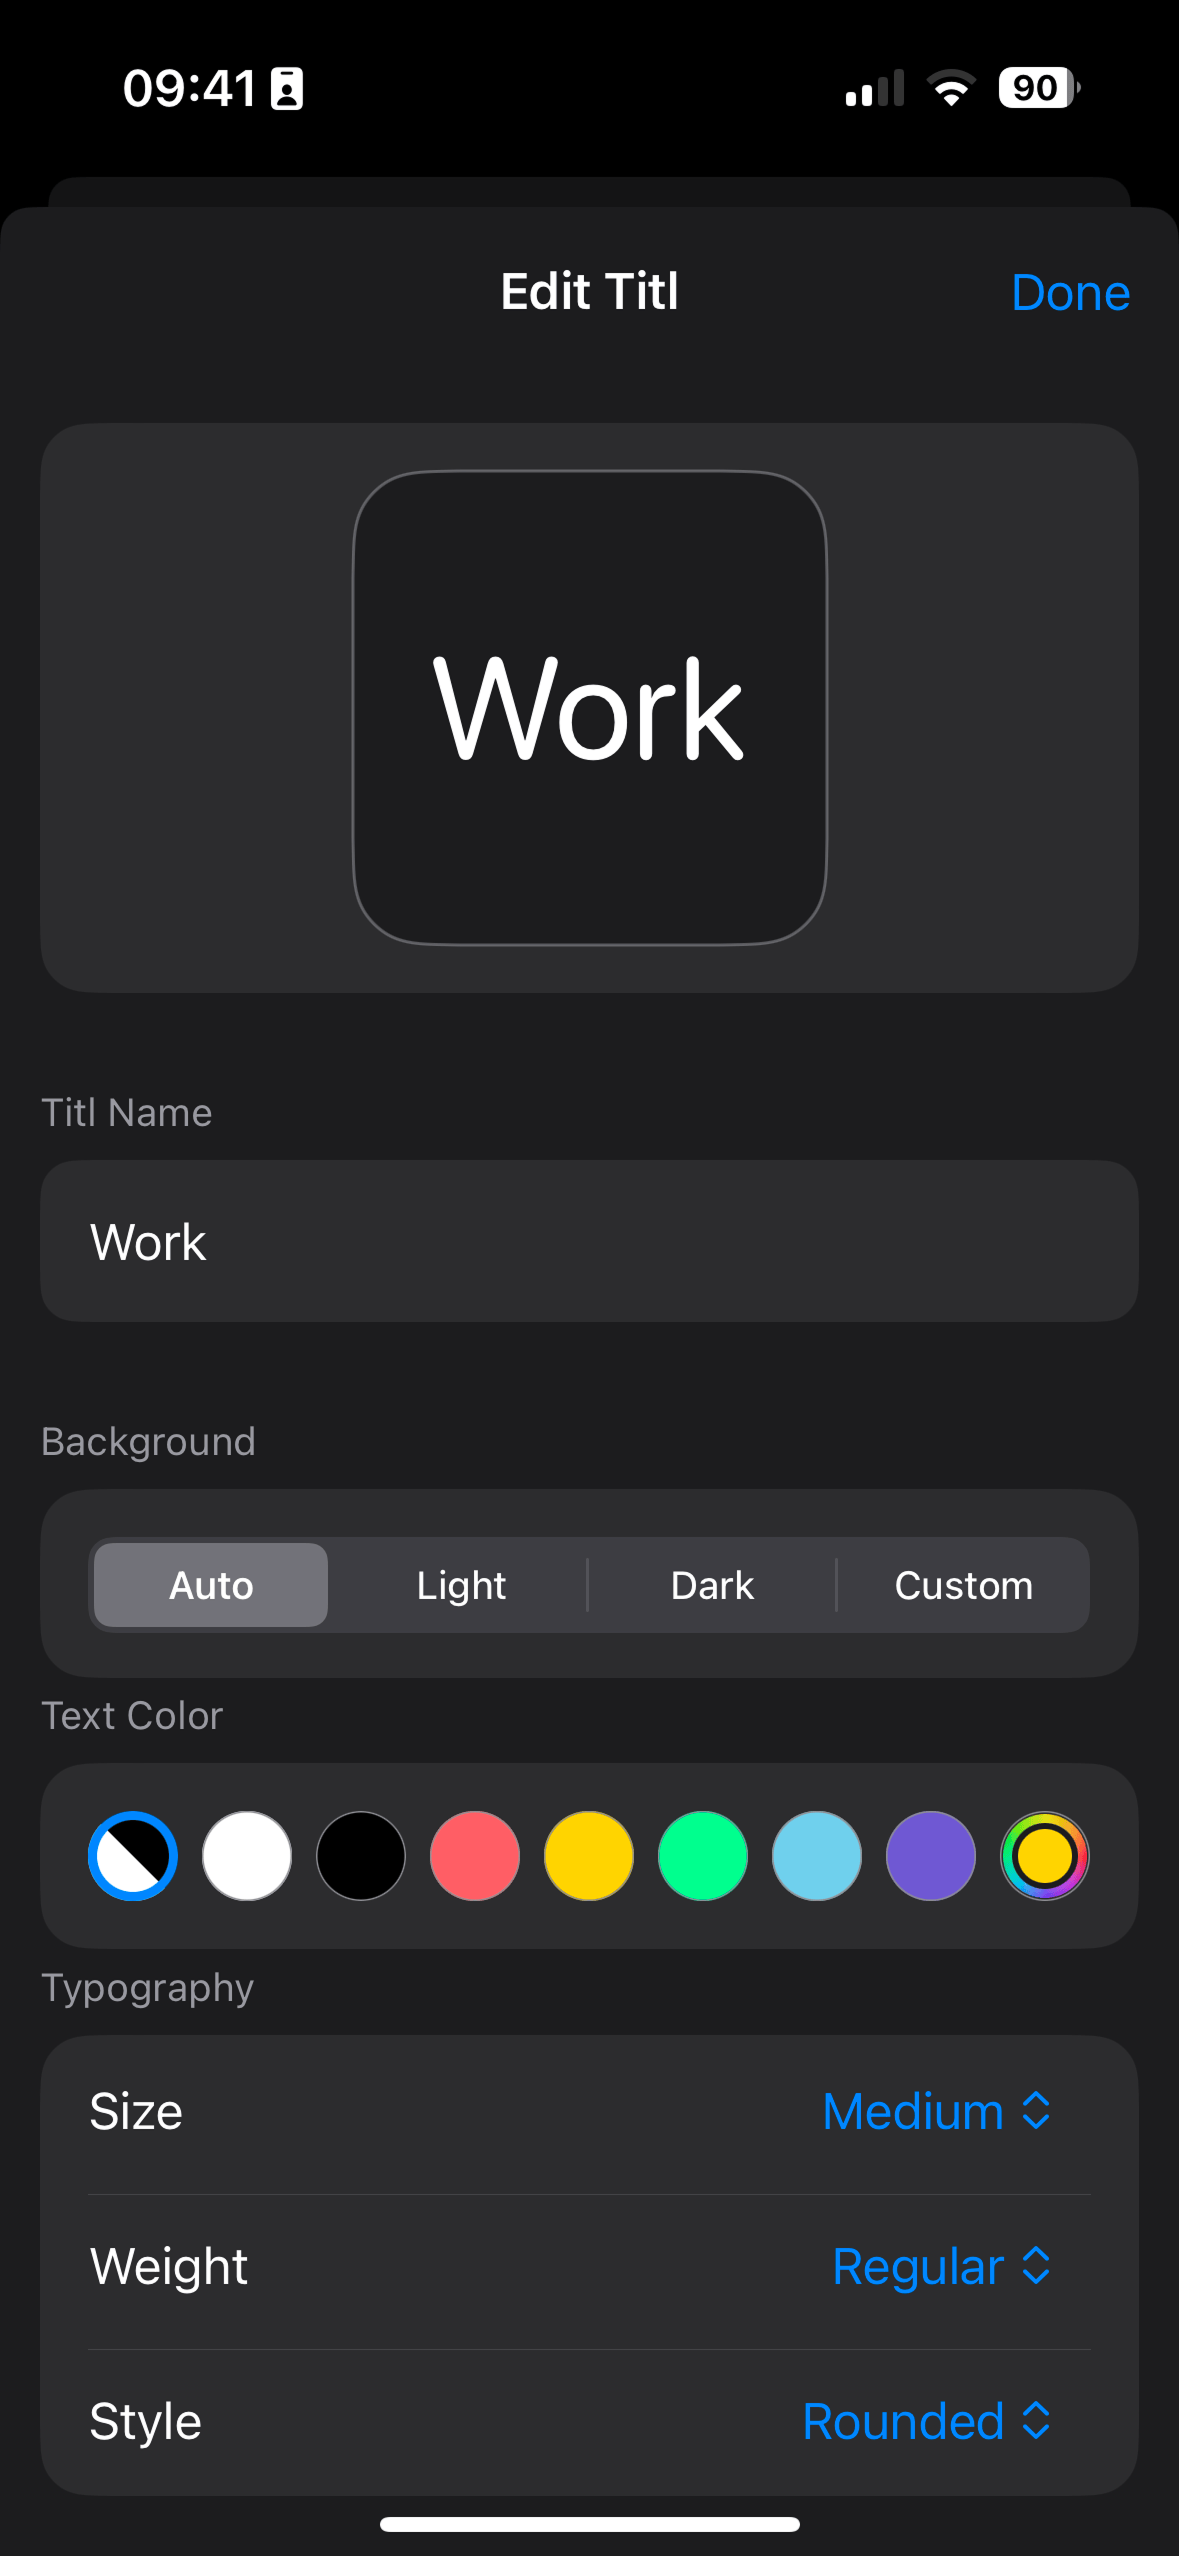 09:41
90
Edit Titl
Done
Work
Titl Name
Work
Background
Auto
Light
Dark
Custom
Text Color
Typography
Size
Medium
Weight
Regular
Style
Rounded